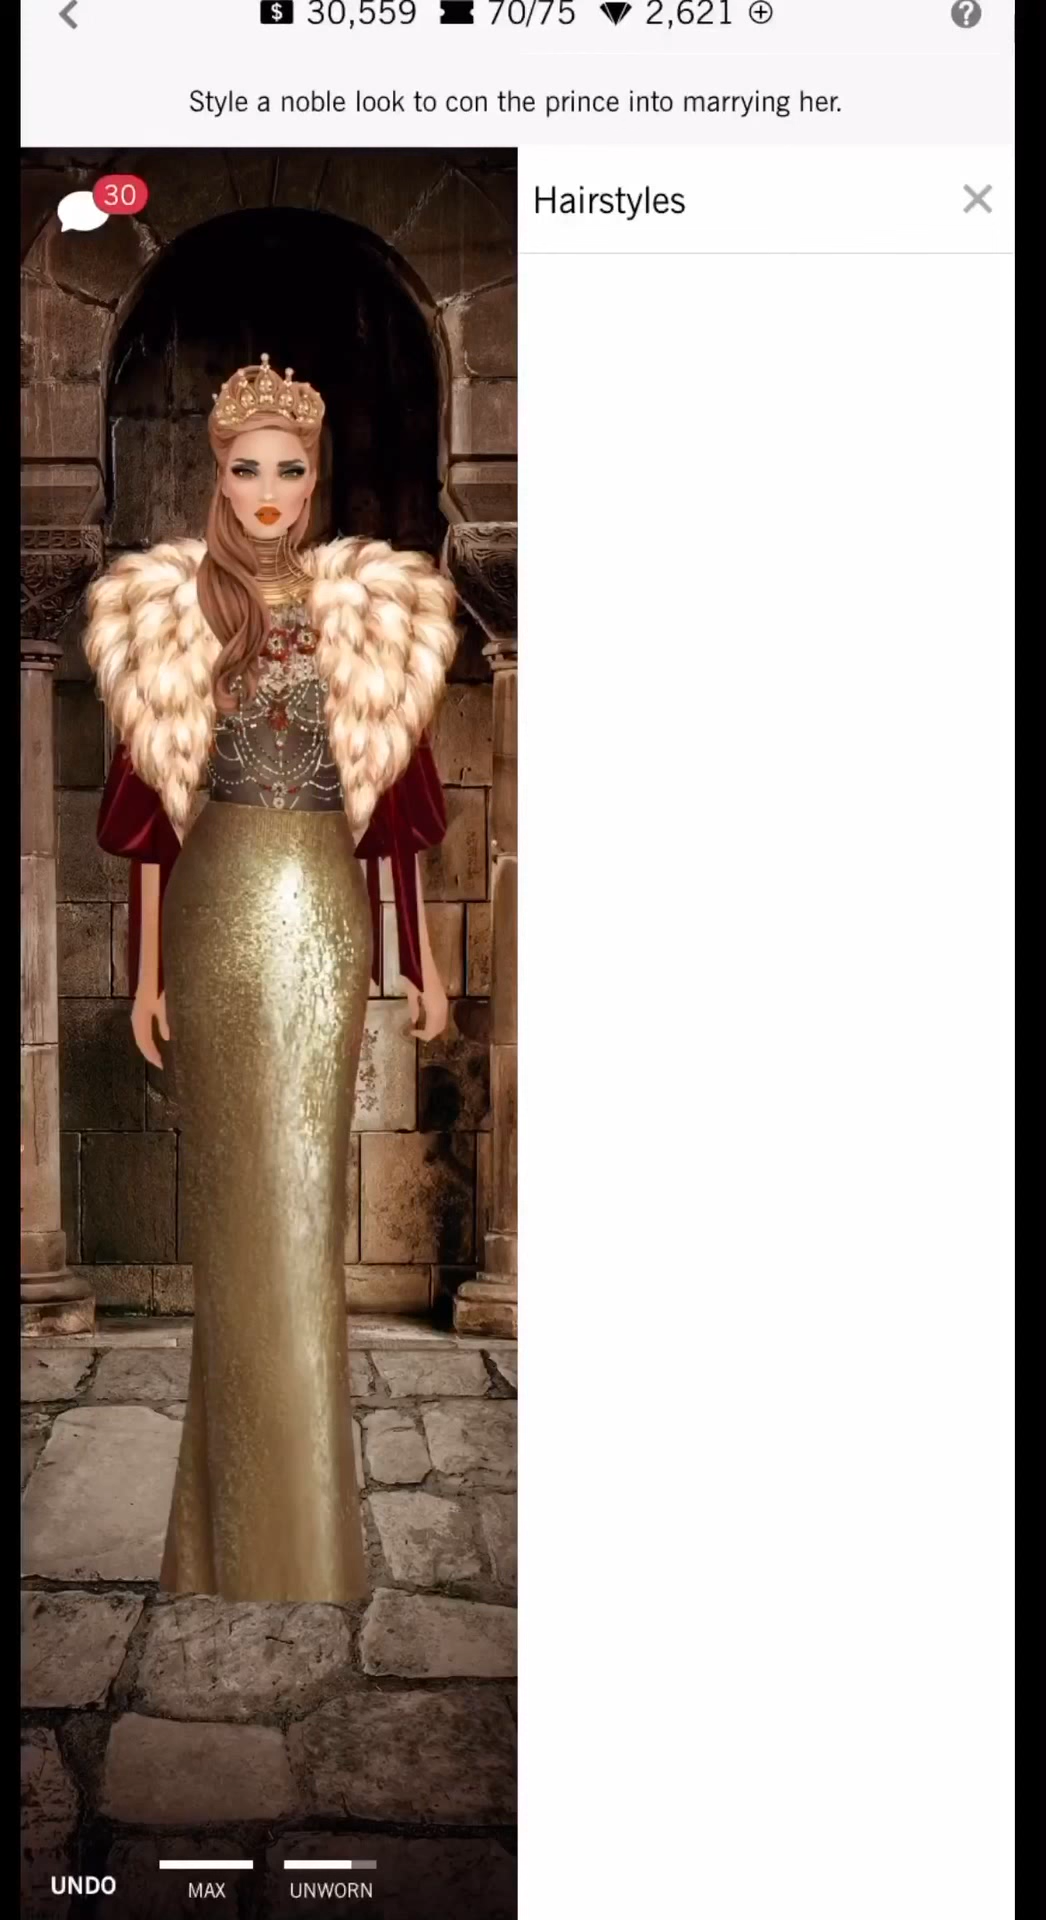 30,559 70/75 2,621
Style a noble look to con the prince into marrying her.
30
Hairstyles
UNDO
MAX
UNWORN